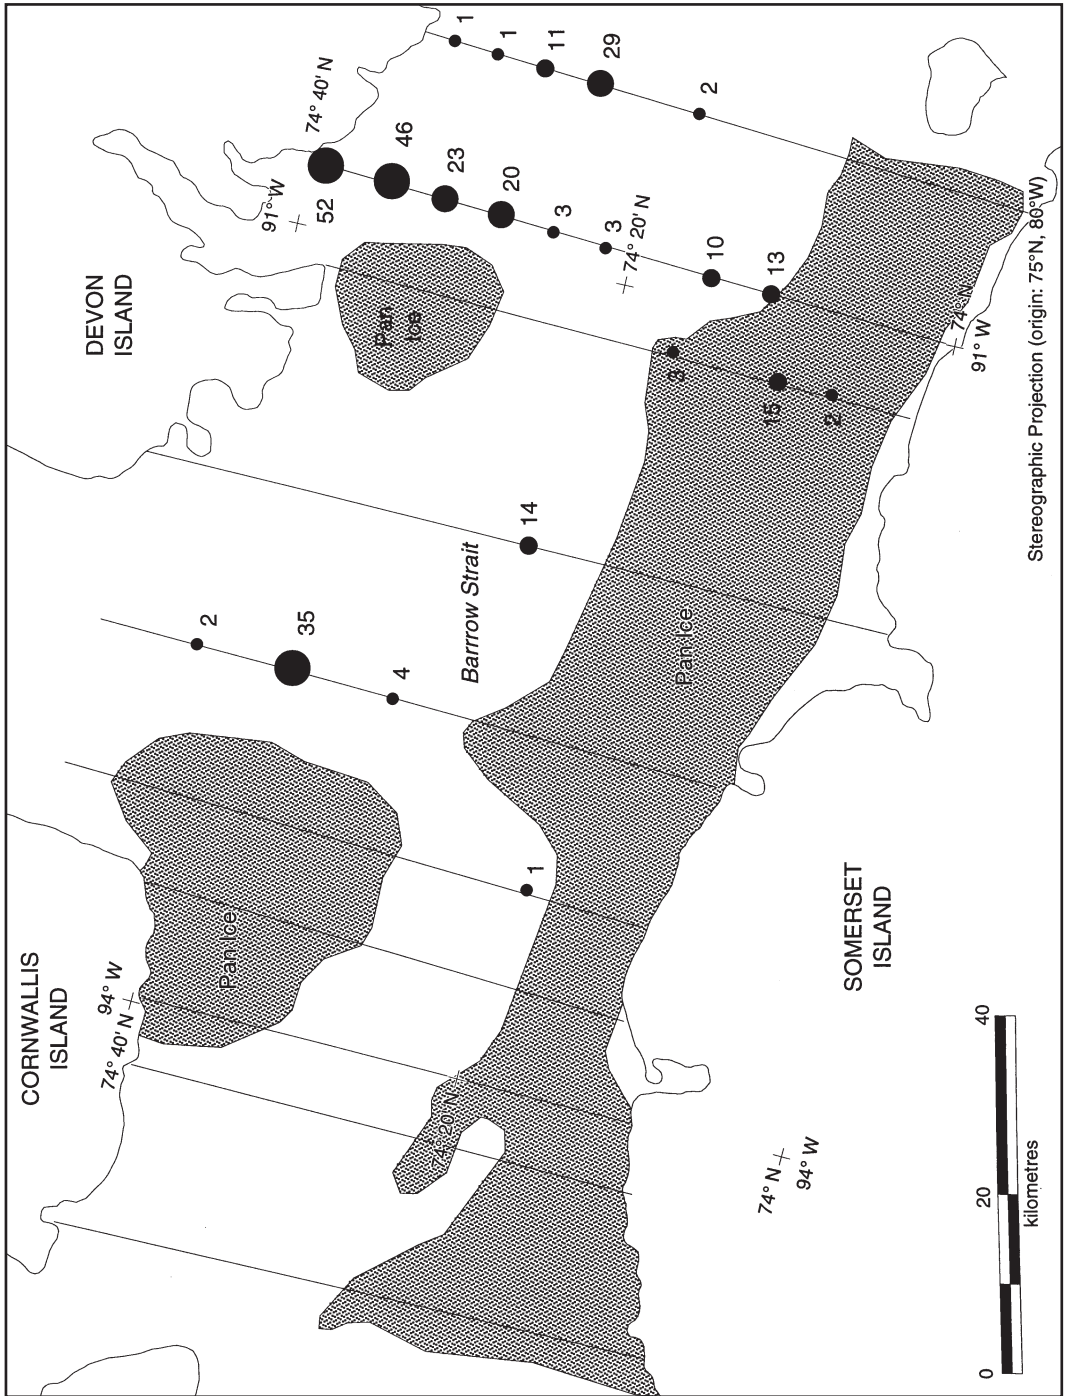 1
1
11
29
2
74° 40' N
46
23
20
3
3
74° 20' N
10
13
91° W
52
DEVON
ISLAND
Pan
Ice
3
15
2
74° N
91° W
Stereographic Projection (origin: 75°N, 80°W)
14
Barrrow Strait
Pan Ice
2
35
4
1
Pan Ice
CORNWALLIS
ISLAND
94° W
74° 40' N
74° 20' N
SOMERSET
ISLAND
74° N
94° W
0
20
40
kilometres